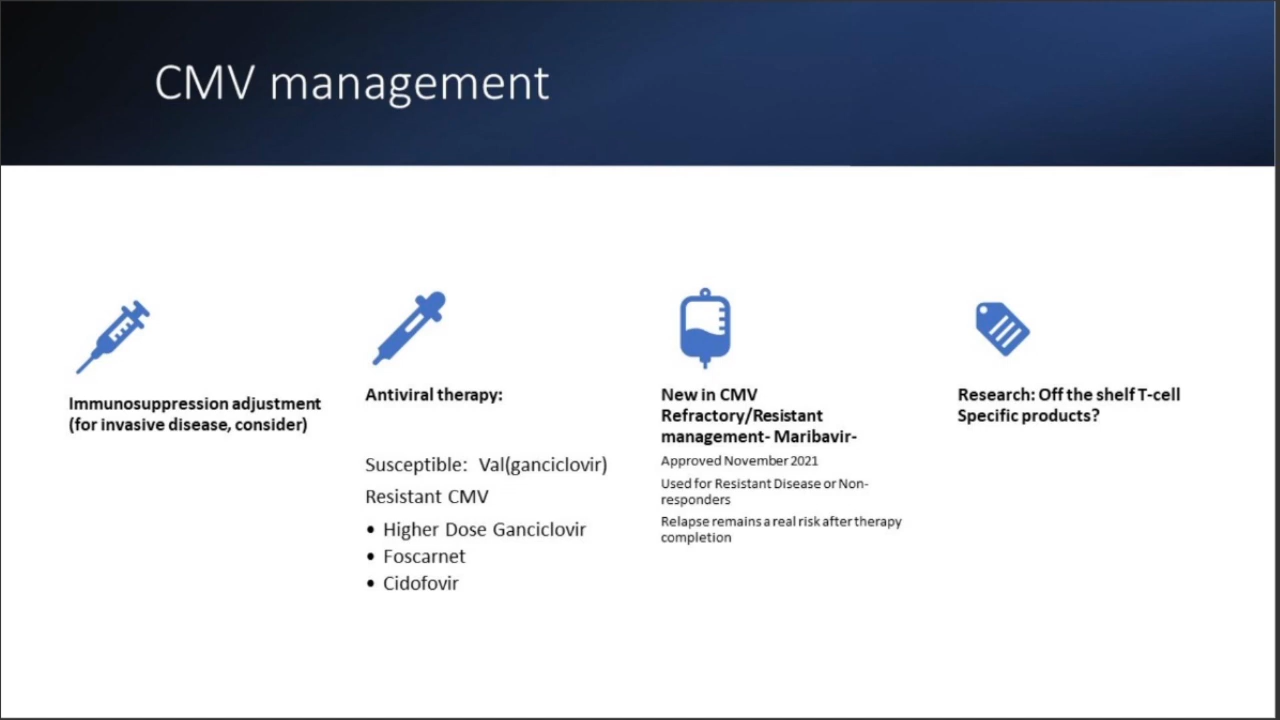 CMV management
Immunosuppression adjustment
(for invasive disease, consider)
Antiviral therapy:
Susceptible: Val(ganciclovir)
Resistant CMV
• Higher Dose Ganciclovir
• Foscarnet
• Cidofovir
New in CMV
Refractory/Resistant
management- Maribavir-
Approved November 2021
Used for Resistant Disease or Non-
responders
Relapse remains a real risk after therapy
completion
Research: Off the shelf T-cell
Specific products?